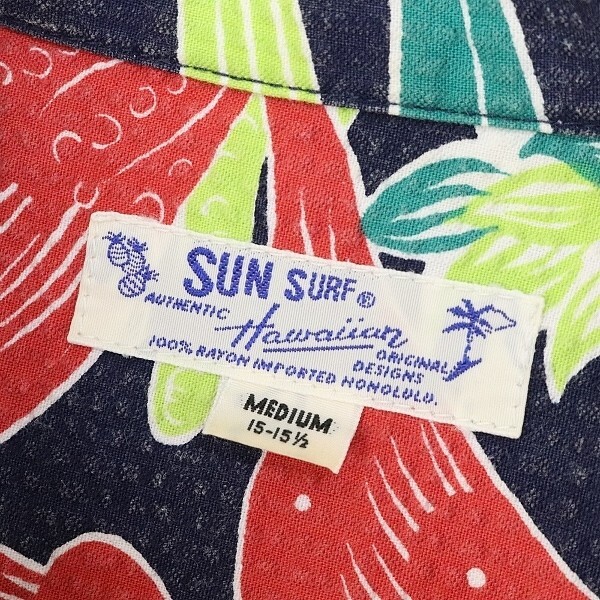 SUN SURF®
AUTHENTIC Hawaiian ORIGINAL DESIGNS
100% RAYON IMPORTED HONOLULU.
MEDIUM
15-15½